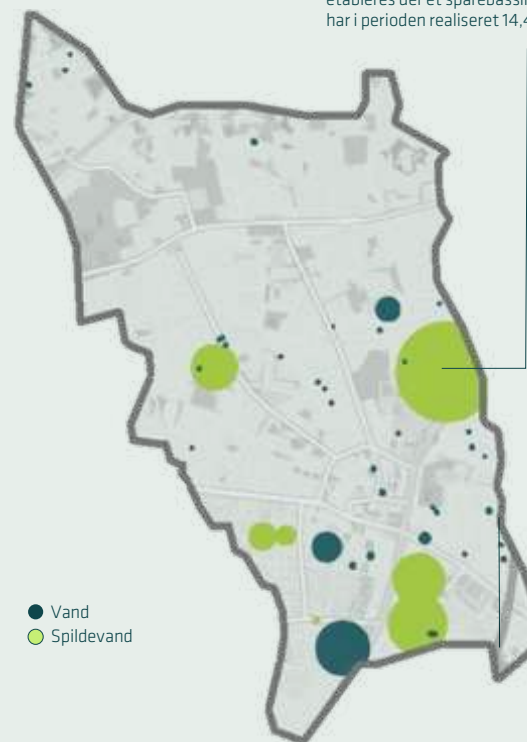 etableres der et sparebassin
har i perioden realiseret 14,4
Vand
Spildevand